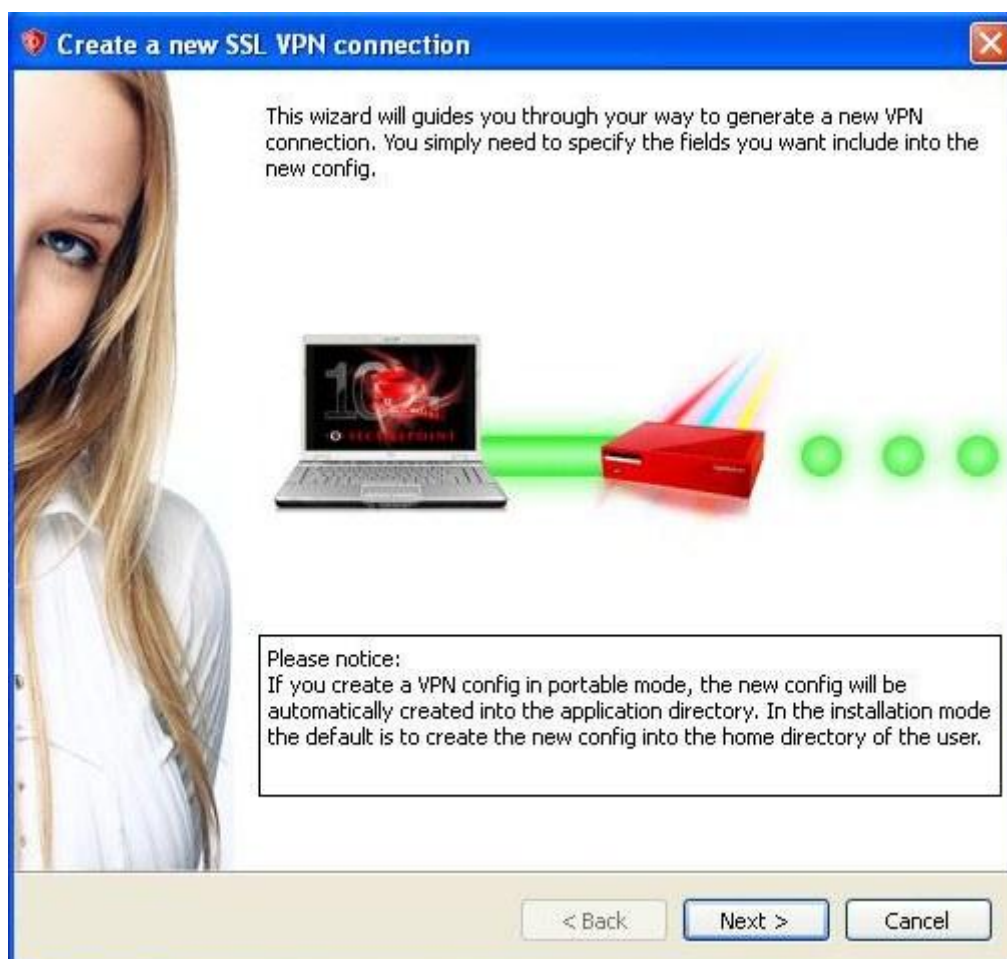 Create a new SSL VPN connection
This wizard will guides you through your way to generate a new VPN
connection. You simply need to specify the fields you want include into the
new config.
10
SECUREPOINT
Please notice:
If you create a VPN config in portable mode, the new config will be
automatically created into the application directory. In the installation mode
the default is to create the new config into the home directory of the user.
< Back
Next >
Cancel